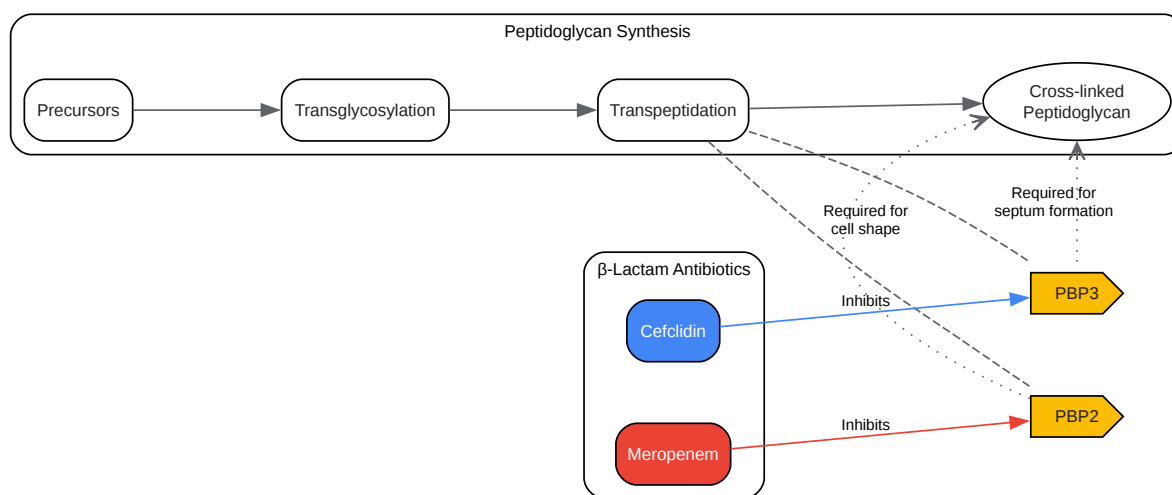 Peptidoglycan Synthesis
Precursors
Transglycosylation
Transpeptidation
Cross-linked
Peptidoglycan
Required for
cell shape
Required for
septum formation
β-Lactam Antibiotics
Cefclidin
Inhibits
PBP3
Meropenem
Inhibits
PBP2